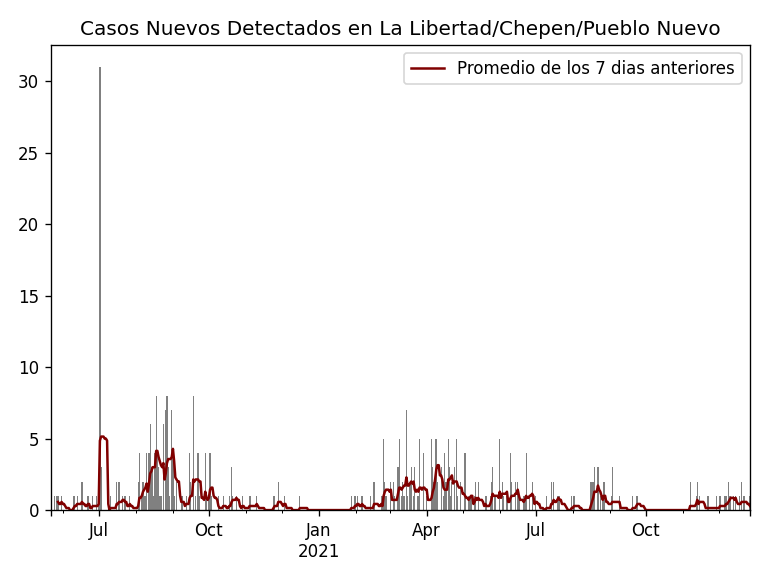 Casos Nuevos Detectados en La Libertad/Chepen/Pueblo Nuevo
Promedio de los 7 dias anteriores
30
25
20
15
10
5
0
Jul Oct Jan Apr Jul Oct
2021